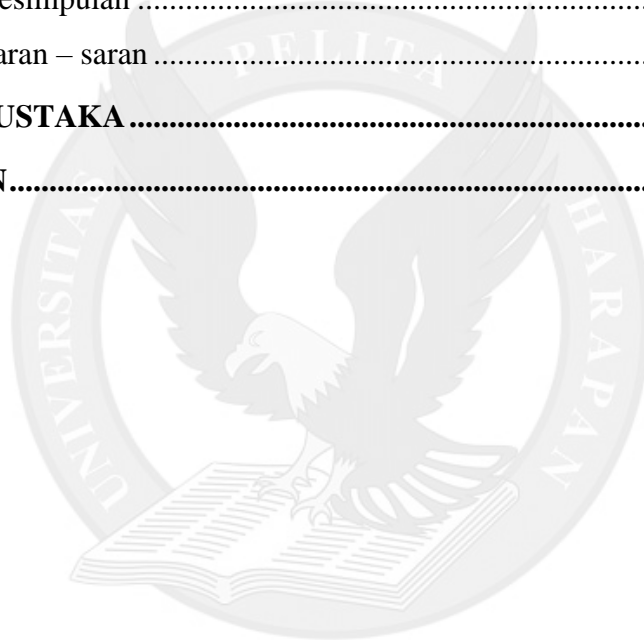 esimpulan ...............................................................
aran – saran ...............................................................
USTAKA ...............................................................
N ...............................................................
UNIVERSITAS PELITA HARAPAN